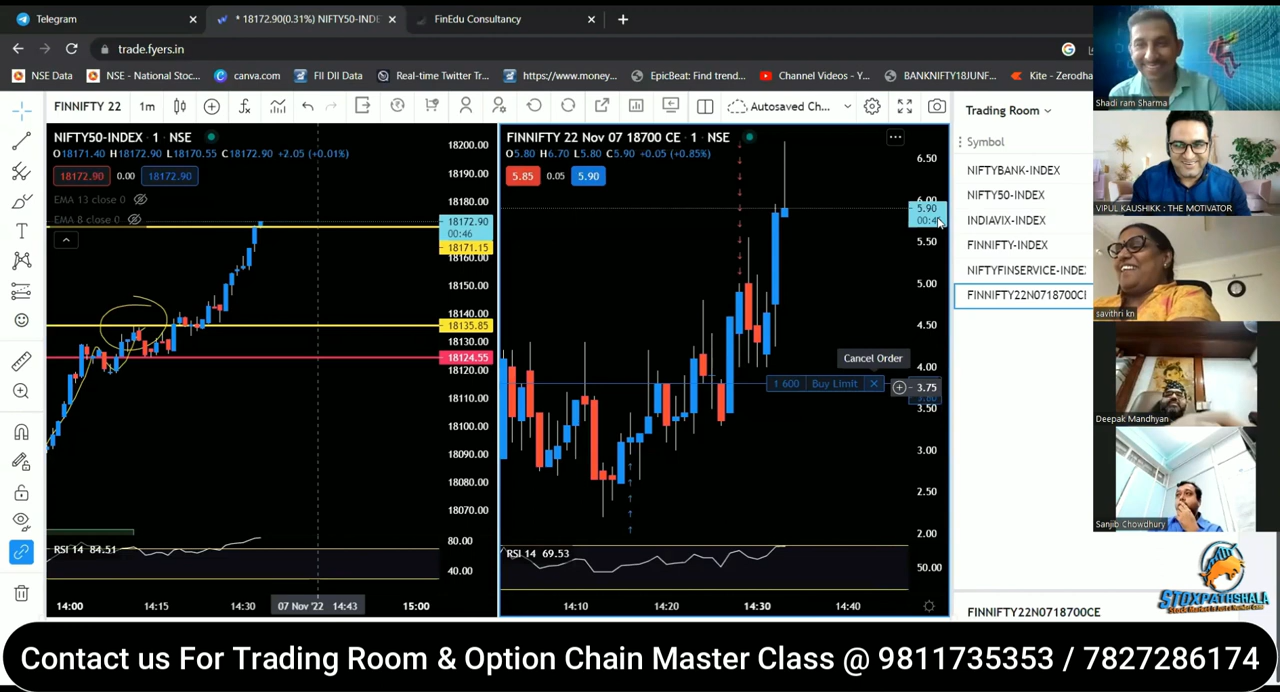 Telegram
* 18172.90(0.31%) NIFTY50-INDE
FinEdu Consultancy
trade.fyers.in
NSE Data
NSE - National Stoc...
canva.com
FII DII Data
Real-time Twitter Tr...
https://www.money...
EpicBeat: Find trend...
Channel Videos - Y...
BANKNIFTY18JUNF...
Kite - Zerodha
FINNIFTY 22
1m
Autosaved Ch...
Trading Room
Symbol
NIFTYBANK-INDEX
NIFTY50-INDEX
INDIAVIX-INDEX
FINNIFTY-INDEX
NIFTYFINSERVICE-INDE
FINNIFTY22N0718700CE
NIFTY50-INDEX · 1 · NSE
O18171.40 H18172.90 L18170.55 C18172.90 +2.05 (+0.01%)
18172.90 0.00 18172.90
EMA 13 close 0
EMA 8 close 0
18200.00
18190.00
18180.00
18172.90
00:46
18171.15
18160.00
18150.00
18140.00
18135.85
18130.00
18124.55
18120.00
18110.00
18100.00
18090.00
18080.00
18070.00
80.00
40.00
RSI 14 84.51
14:00
14:15
14:30
07 Nov '22 14:43
15:00
FINNIFTY 22 Nov 07 18700 CE · 1 · NSE
O5.80 H6.70 L5.80 C5.90 +0.05 (+0.85%)
5.85 0.05 5.90
6.50
6.00
5.90
5.50
5.00
4.50
4.00
Cancel Order
1 600 Buy Limit
3.75
3.50
3.00
2.50
2.00
50.00
RSI 14 69.53
14:10
14:20
14:30
14:40
FINNIFTY22N0718700CE
Shadi ram Sharma
VIPUL KAUSHIKK : THE MOTIVATOR
savithri kn
Deepak Mandhyan
Sanjib Chowdhury
STOXPATHSHALA
Contact us For Trading Room & Option Chain Master Class @ 9811735353 / 7827286174